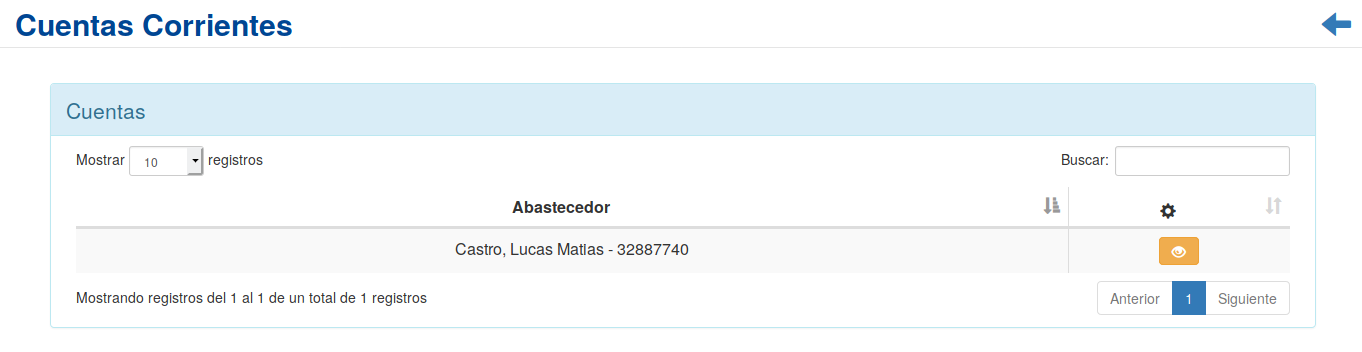 Cuentas Corrientes
Cuentas
Mostrar 10 registros Buscar:
Abastecedor
Castro, Lucas Matias - 32887740
Mostrando registros del 1 al 1 de un total de 1 registros Anterior 1 Siguiente